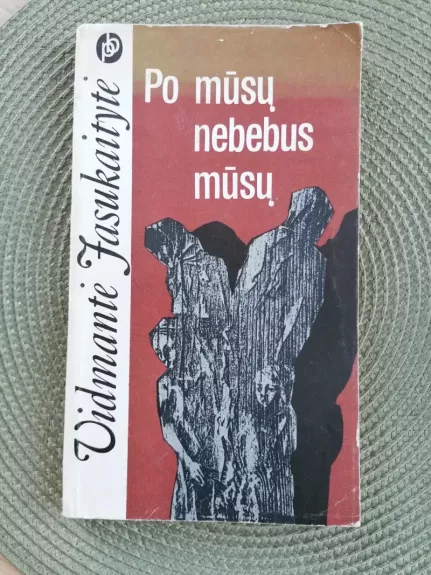 Vidmantė Jasukaitytė
Po mūsų
nebebus
mūsų